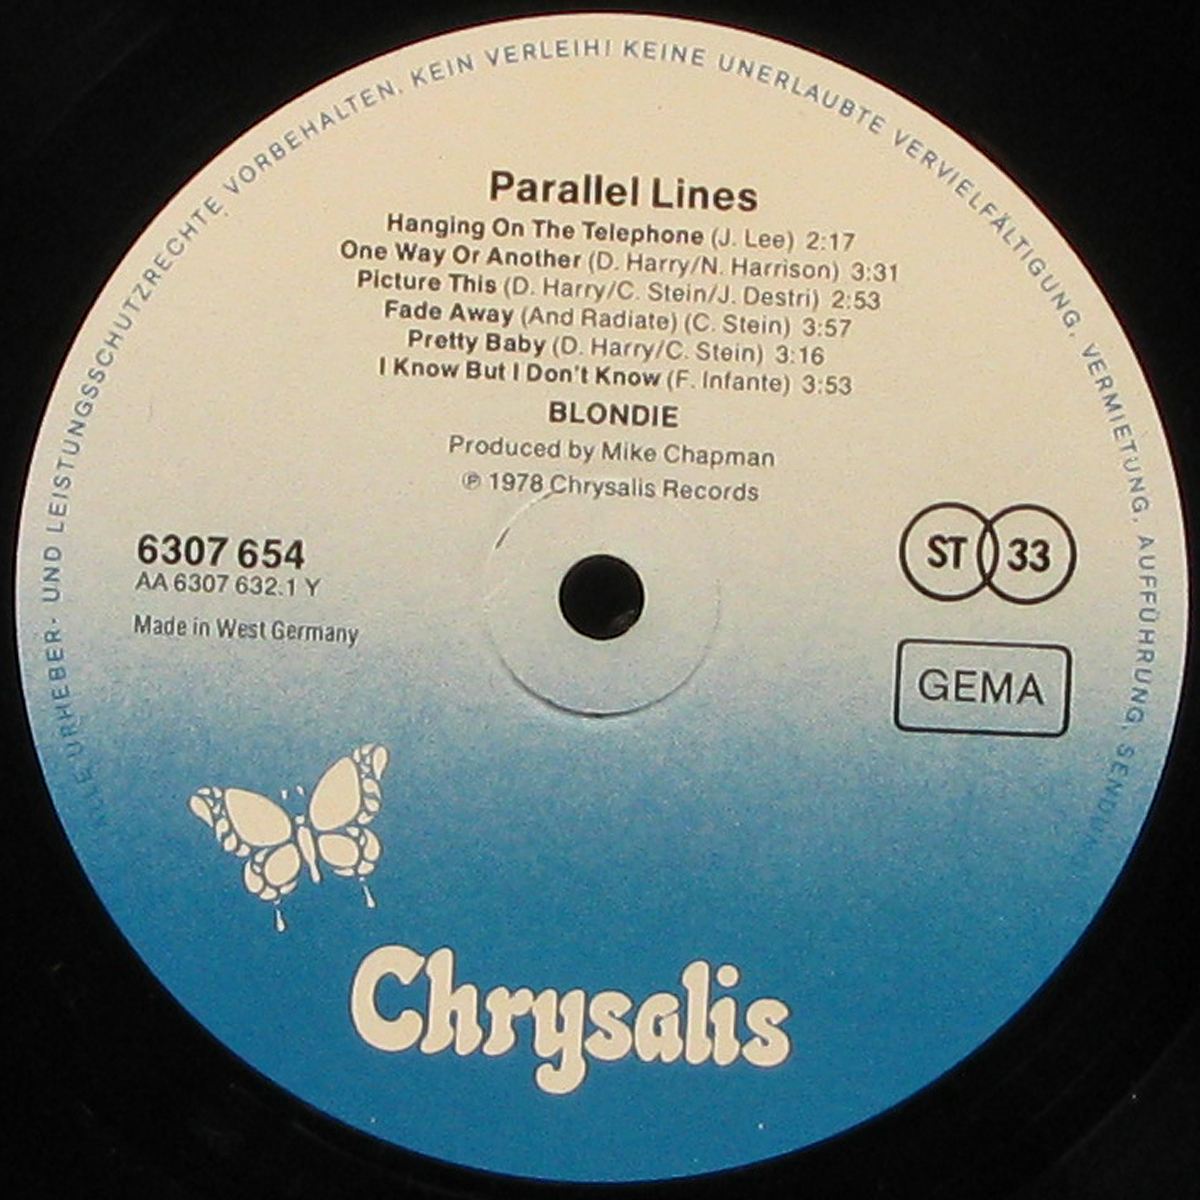 ALLE URHEBER- UND LEISTUNGSSCHUTZRECHTE VORBEHALTEN. KEIN VERLEIH! KEINE UNERLAUBTE VERVIELFÄLTIGUNG, VERMIETUNG, AUFFÜHRUNG, SENDUNG
Parallel Lines
Hanging On The Telephone (J. Lee) 2:17
One Way Or Another (D. Harry/N. Harrison) 3:31
Picture This (D. Harry/C. Stein/J. Destri) 2:53
Fade Away (And Radiate) (C. Stein) 3:57
Pretty Baby (D. Harry/C. Stein) 3:16
I Know But I Don't Know (F. Infante) 3:53
BLONDIE
Produced by Mike Chapman
℗ 1978 Chrysalis Records
6307 654
AA 6307 632.1 Y
Made in West Germany
ST 33
GEMA
Chrysalis